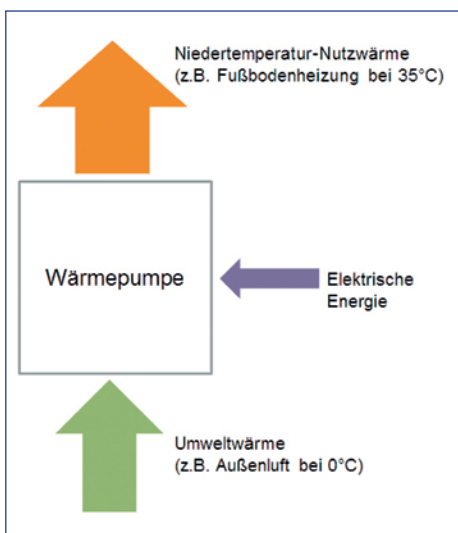 Niedertemperatur-Nutzwärme
(z.B. Fußbodenheizung bei 35°C)
Wärmepumpe
Elektrische
Energie
Umweltwärme
(z.B. Außenluft bei 0°C)